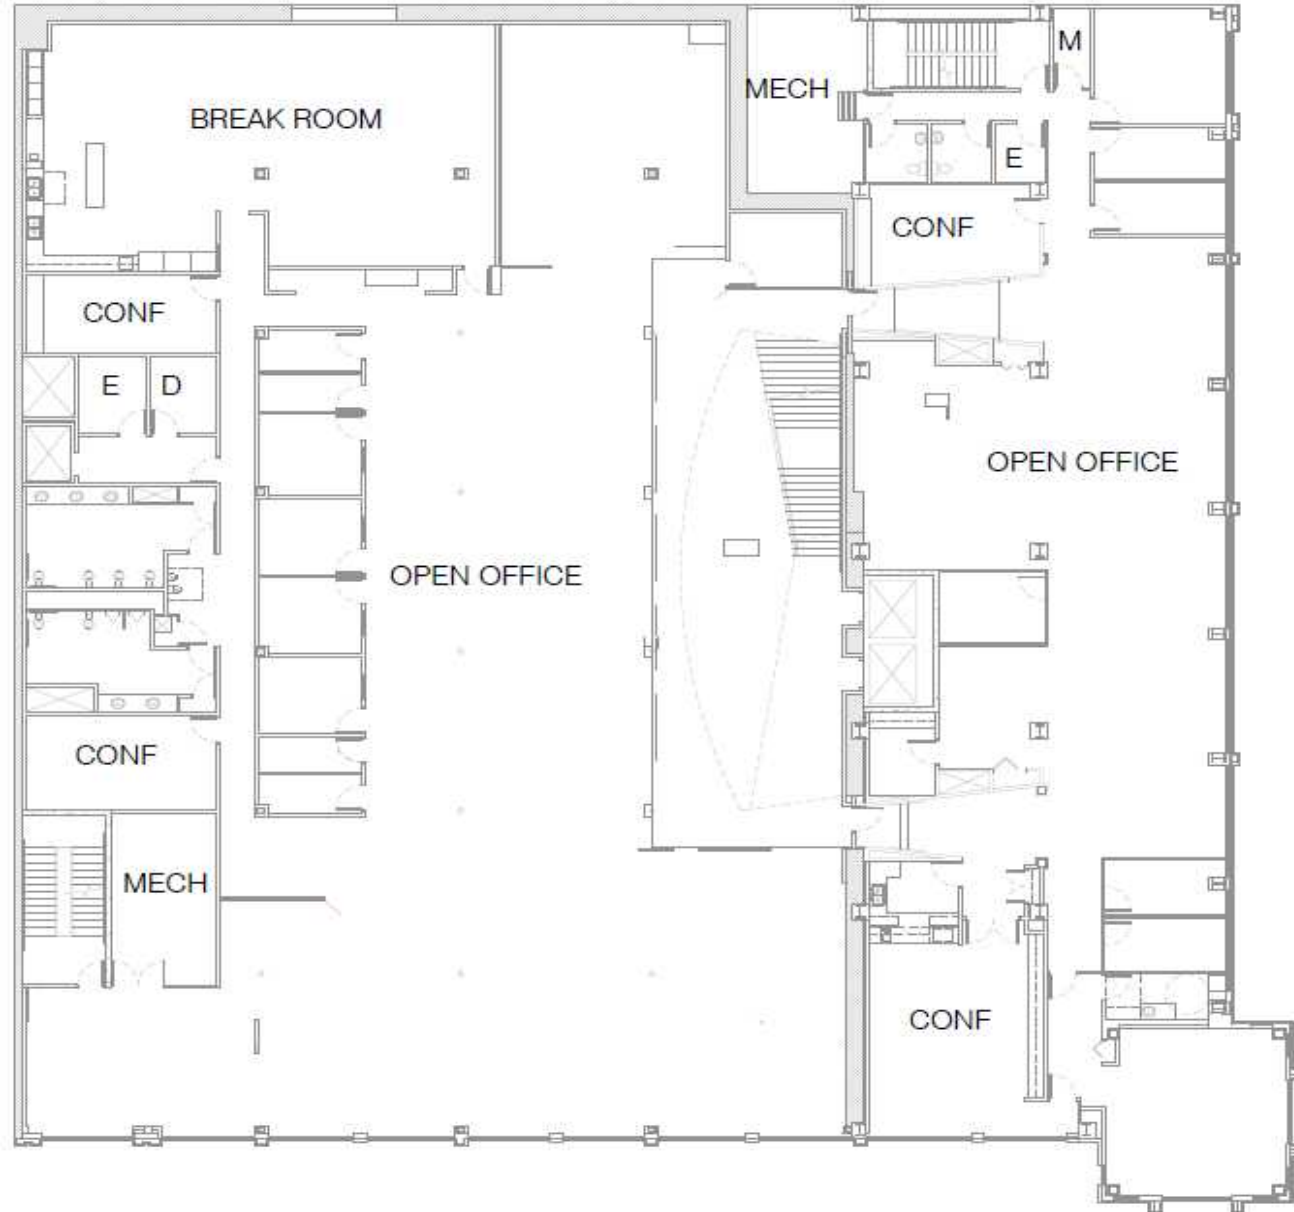 M
MECH
BREAK ROOM
E
CONF
CONF
E
D
OPEN OFFICE
OPEN OFFICE
CONF
MECH
CONF